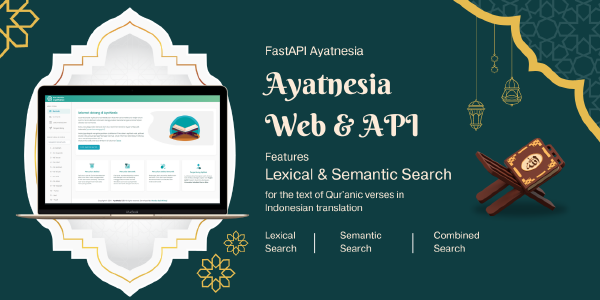 FastAPI Ayatnesia
Ayatnesia
Web & API
Features
Lexical & Semantic Search
for the text of Qur'anic verses in
Indonesian translation
Lexical
Search
Semantic
Search
Combined
Search